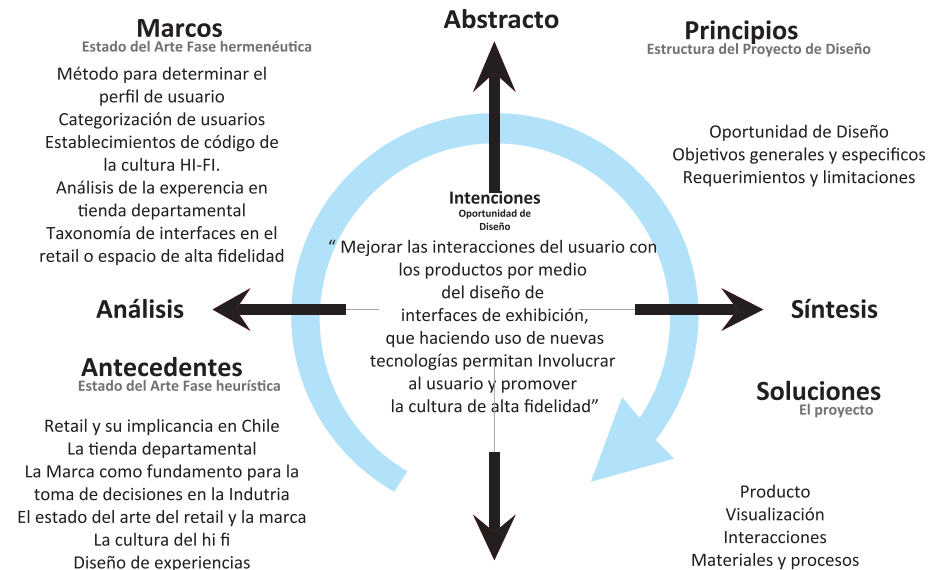 Marcos
Estado del Arte Fase hermenéutica
Método para determinar el
perfil de usuario
Categorización de usuarios
Establecimientos de código de
la cultura HI-FI.
Análisis de la experencia en
tienda departamental
Taxonomía de interfaces en el
retail o espacio de alta fidelidad
Abstracto
Principios
Estructura del Proyecto de Diseño
Oportunidad de Diseño
Objetivos generales y especificos
Requerimientos y limitaciones
Intenciones
Oportunidad de
Diseño
“ Mejorar las interacciones del usuario con
los productos por medio
del diseño de
interfaces de exhibición,
que haciendo uso de nuevas
tecnologías permitan Involucrar
al usuario y promover
la cultura de alta fidelidad”
Análisis
Síntesis
Antecedentes
Estado del Arte Fase heurística
Retail y su implicancia en Chile
La tienda departamental
La Marca como fundamento para la
toma de decisiones en la Indutria
El estado del arte del retail y la marca
La cultura del hi fi
Diseño de experiencias
Soluciones
El proyecto
Producto
Visualización
Interacciones
Materiales y procesos